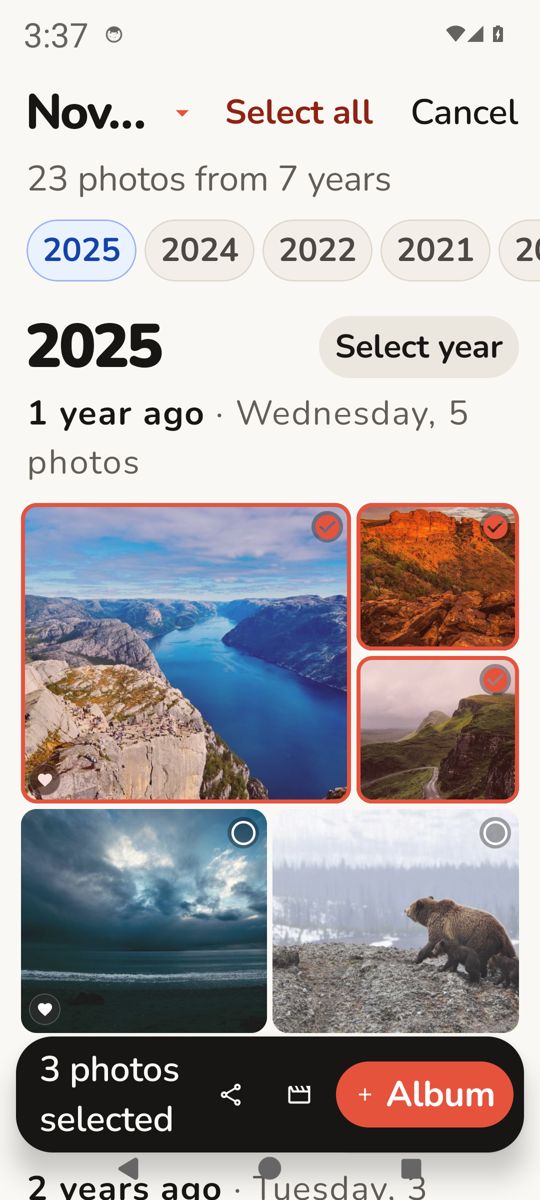 3:37
Nov... Select all Cancel
23 photos from 7 years
2025 2024 2022 2021 20
2025 Select year
1 year ago · Wednesday, 5
photos
3 photos
selected
+ Album
2 years ago · Tuesday, 3